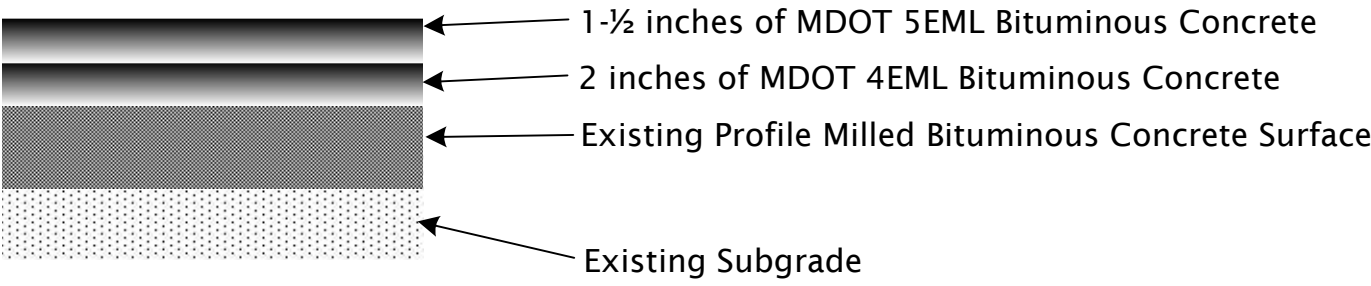 1-½ inches of MDOT 5EML Bituminous Concrete
2 inches of MDOT 4EML Bituminous Concrete
Existing Profile Milled Bituminous Concrete Surface
Existing Subgrade